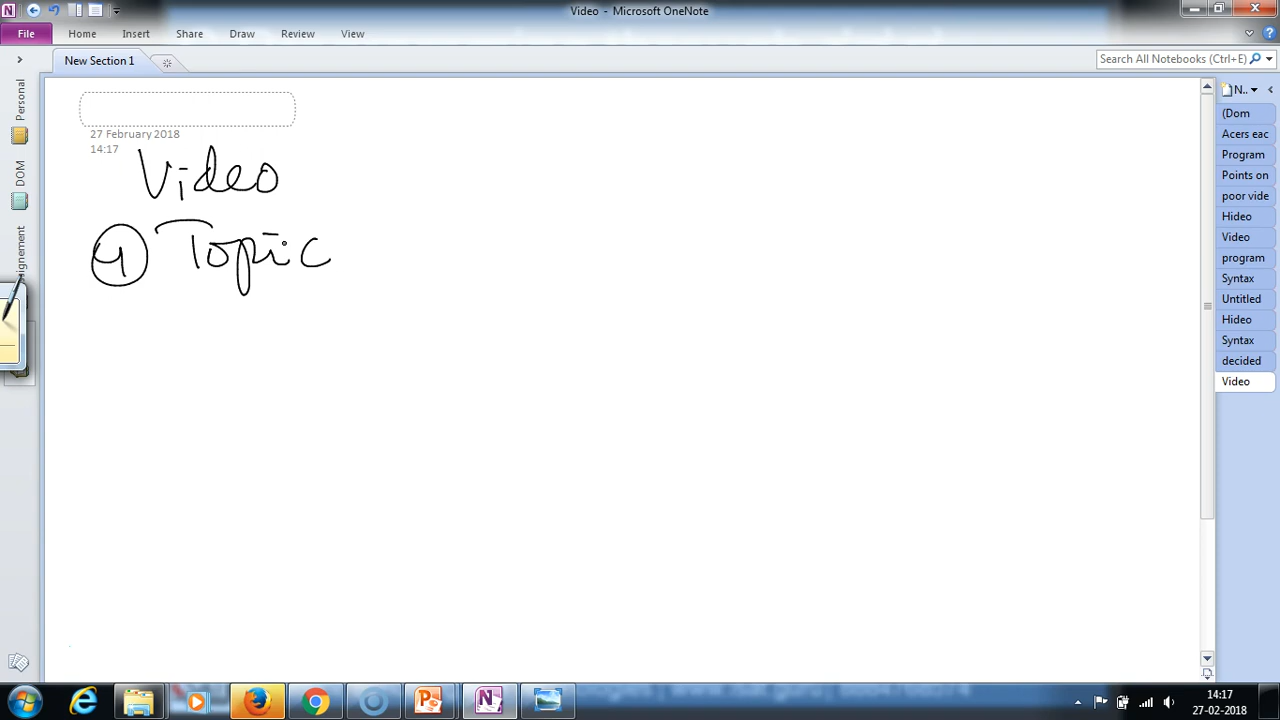 Video - Microsoft OneNote
File Home Insert Share Draw Review View
New Section 1
Search All Notebooks (Ctrl+E)
N..
27 February 2018
14:17
Video
4 Topic
Personal
DOM
signement
(Dom
Acers eac
Program
Points on
poor vide
Hideo
Video
program
Syntax
Untitled
Hideo
Syntax
decided
Video
14:17
27-02-2018